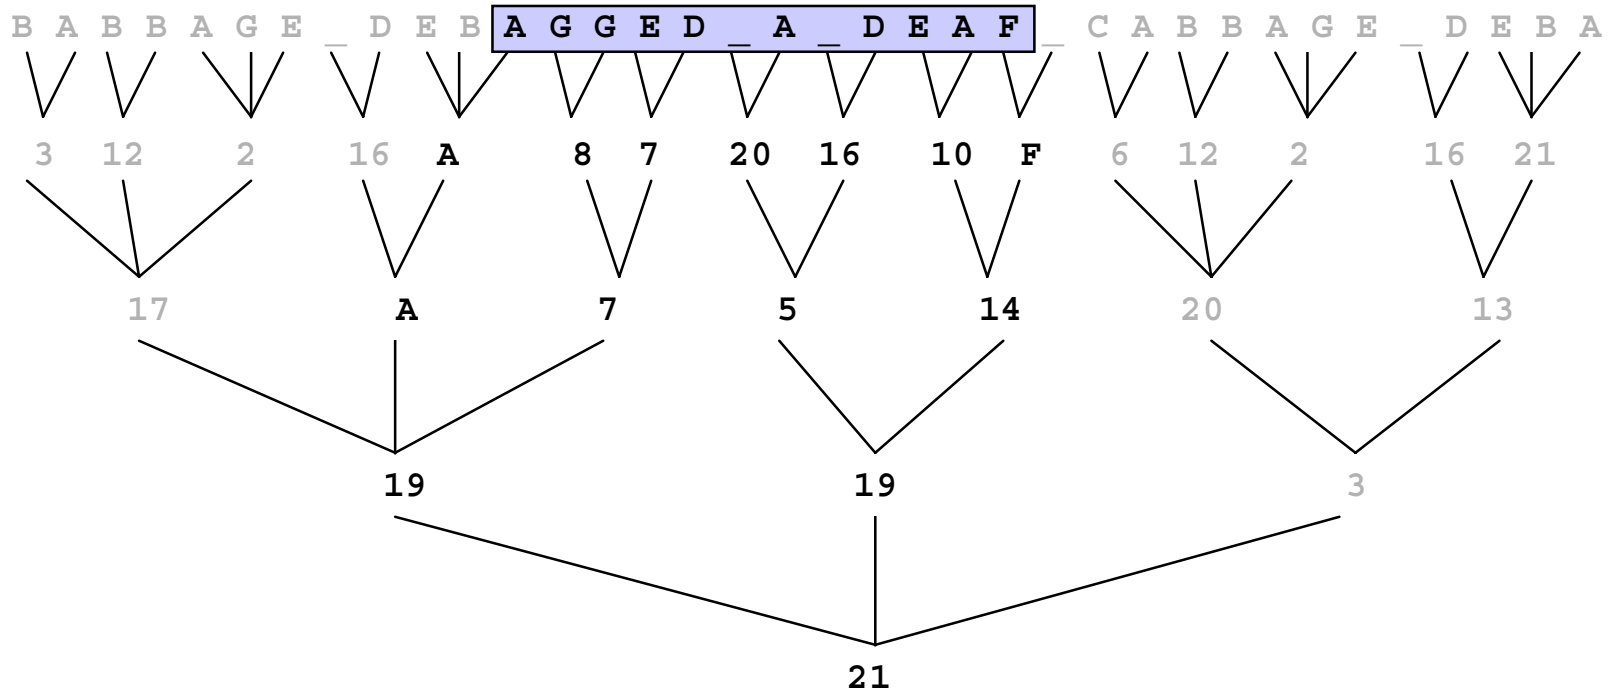 B A B B A G E _ D E B A G G E D _ A _ D E A F _ C A B B A G E _ D E B A
3 12 2 16 A 8 7 20 16 10 F 6 12 2 16 21
17 A 7 5 14 20 13
19 19 3
21